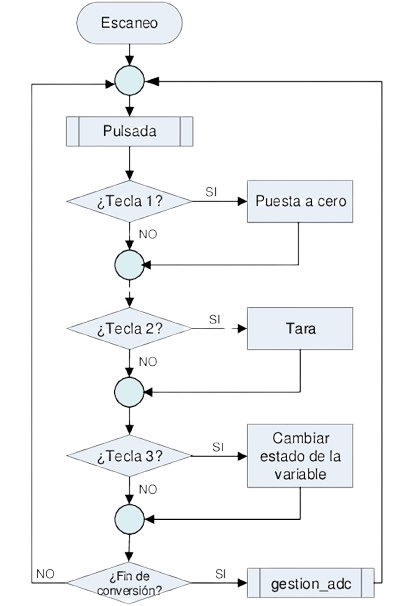 Escaneo
Pulsada
¿Tecla 1?
SI
Puesta a cero
NO
¿Tecla 2?
SI
Tara
NO
¿Tecla 3?
SI
Cambiar
estado de la
variable
NO
NO
¿Fin de
conversión?
SI
gestion_adc